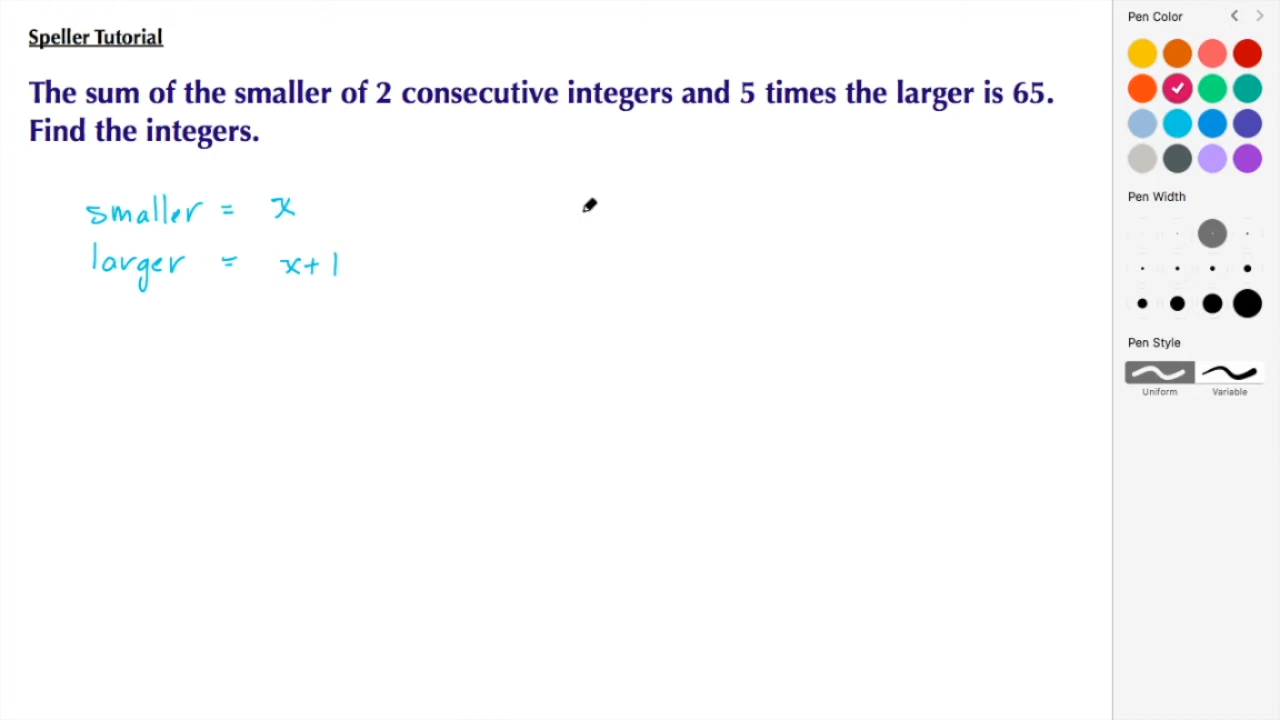 Speller Tutorial
The sum of the smaller of 2 consecutive integers and 5 times the larger is 65.
Find the integers.
smaller = x
larger = x+1
Pen Color
Pen Width
Pen Style
Uniform Variable